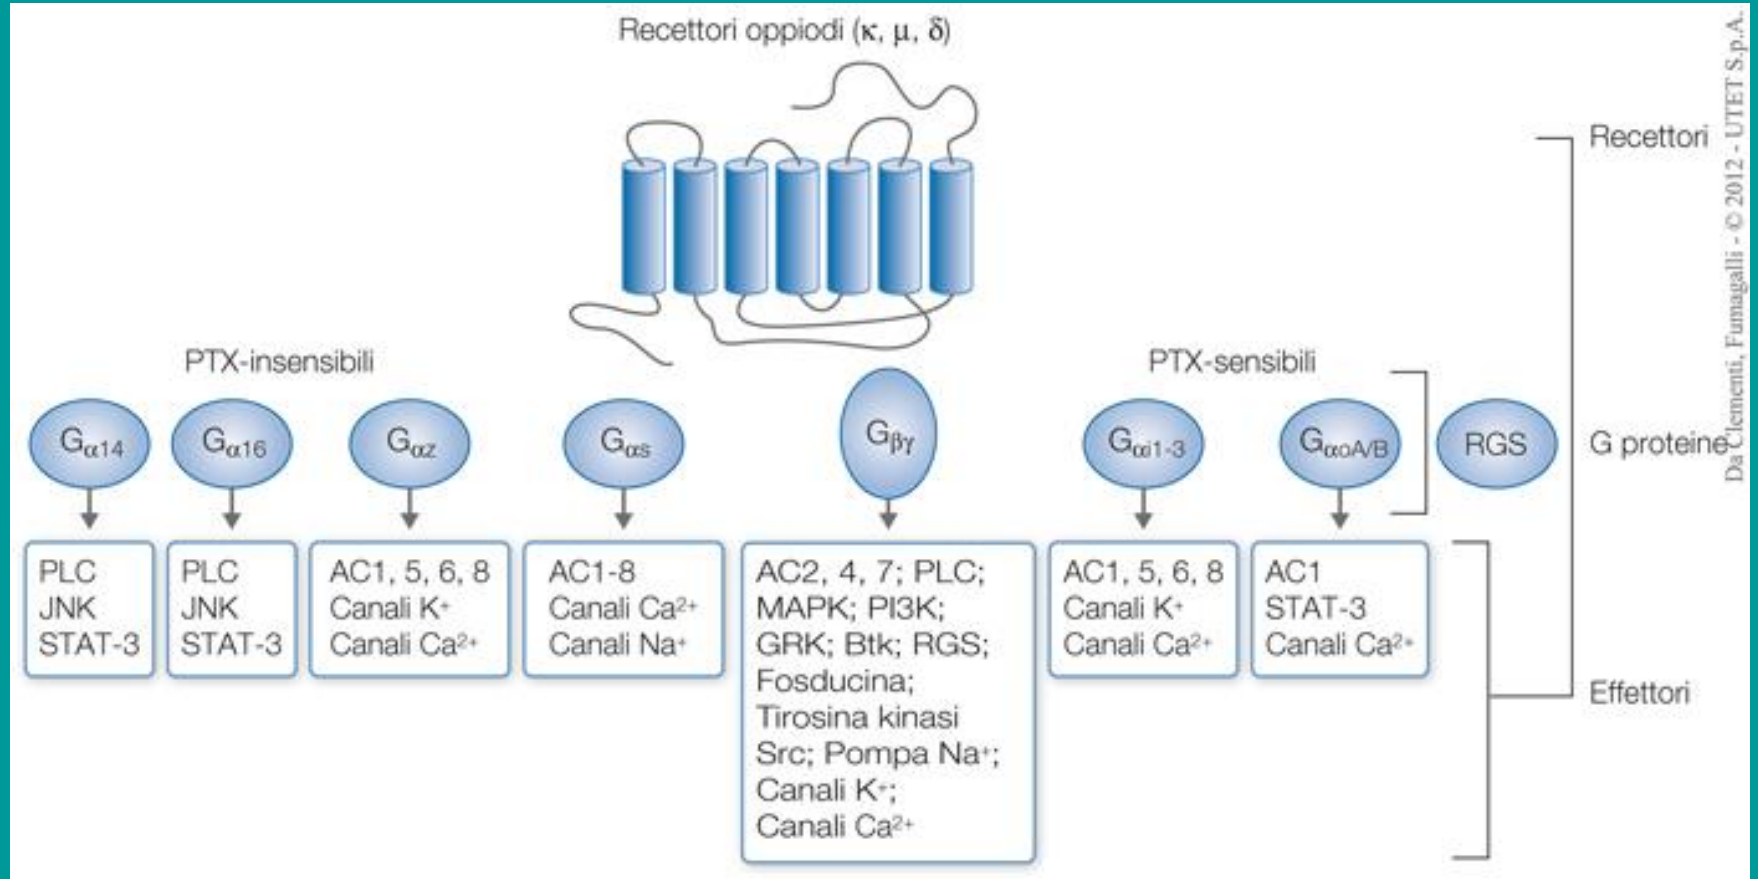 Recettori oppiodi (κ, μ, δ)
Recettori
PTX-insensibili
PTX-sensibili
Gα14
Gα16
Gαz
Gαs
Gβγ
Gαi1-3
GαoA/B
RGS
G proteine
PLC
JNK
STAT-3
PLC
JNK
STAT-3
AC1, 5, 6, 8
Canali K⁺
Canali Ca²⁺
AC1-8
Canali Ca²⁺
Canali Na⁺
AC2, 4, 7; PLC;
MAPK; PI3K;
GRK; Btk; RGS;
Fosducina;
Tirosina kinasi
Src; Pompa Na⁺;
Canali K⁺;
Canali Ca²⁺
AC1, 5, 6, 8
Canali K⁺
Canali Ca²⁺
AC1
STAT-3
Canali Ca²⁺
Effettori
Da Clementi, Fumagalli - © 2012 - UTET S.p.A.